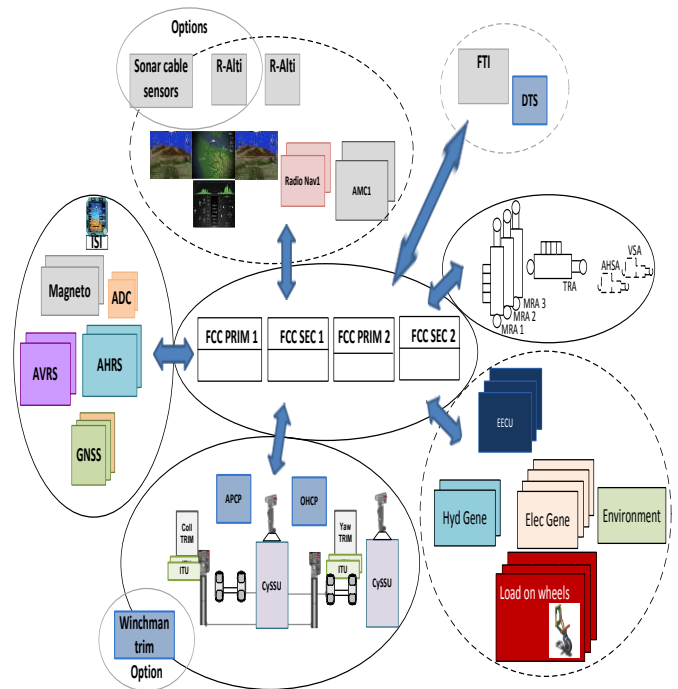 Options
Sonar cable
sensors
R-Alti
R-Alti
FTI
DTS
Radio Nav1
AMC1
ISI
Magneto
ADC
AVRS
AHRS
GNSS
FCC PRIM 1
FCC SEC 1
FCC PRIM 2
FCC SEC 2
VSA
AHSA
TRA
MRA 3
MRA 2
MRA 1
EECU
Hyd Gene
Elec Gene
Environment
Load on wheels
APCP
OHCP
Coll
TRIM
ITU
CySSU
Yaw
TRIM
ITU
CySSU
Winchman
trim
Option